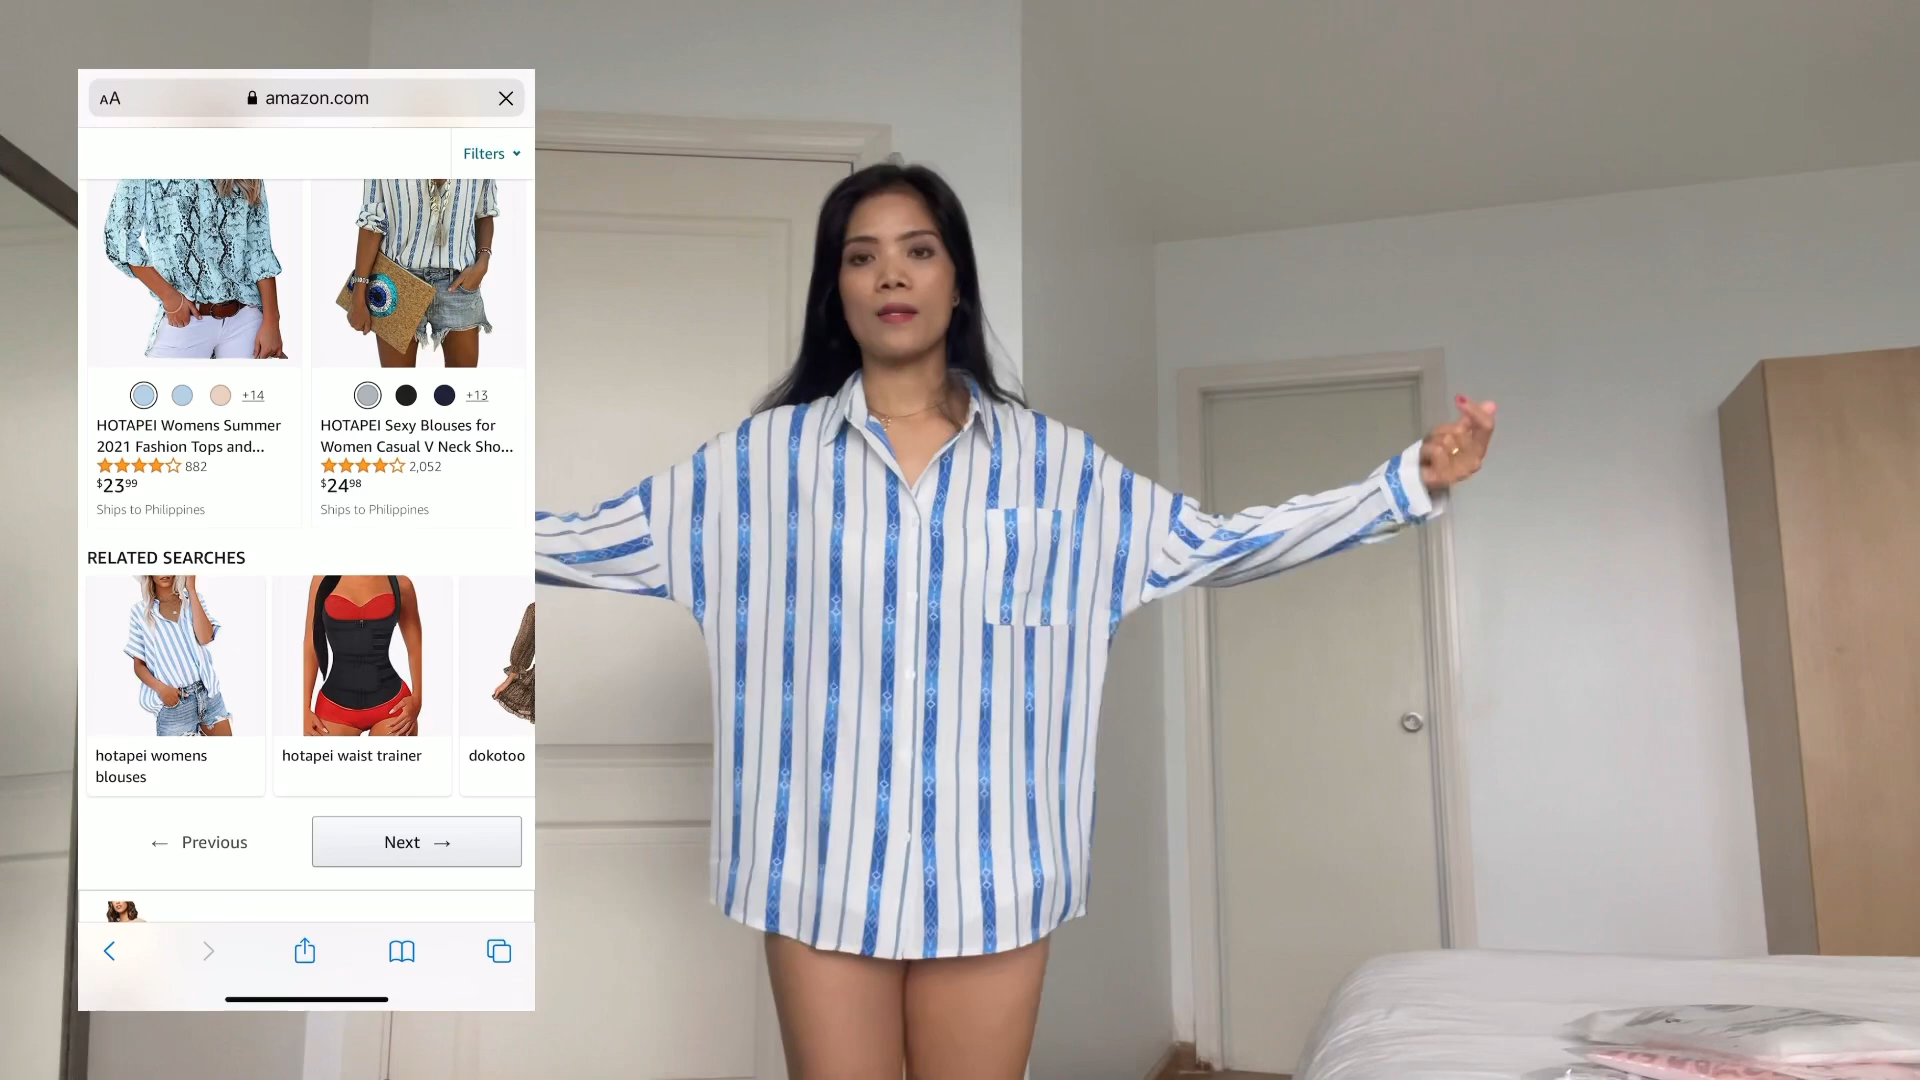 AA amazon.com
Filters
+14
+13
HOTAPEI Womens Summer
2021 Fashion Tops and...
882
$23.99
Ships to Philippines
HOTAPEI Sexy Blouses for
Women Casual V Neck Sho...
2,052
$24.98
Ships to Philippines
RELATED SEARCHES
hotapei womens
blouses
hotapei waist trainer
dokotoo
← Previous
Next →